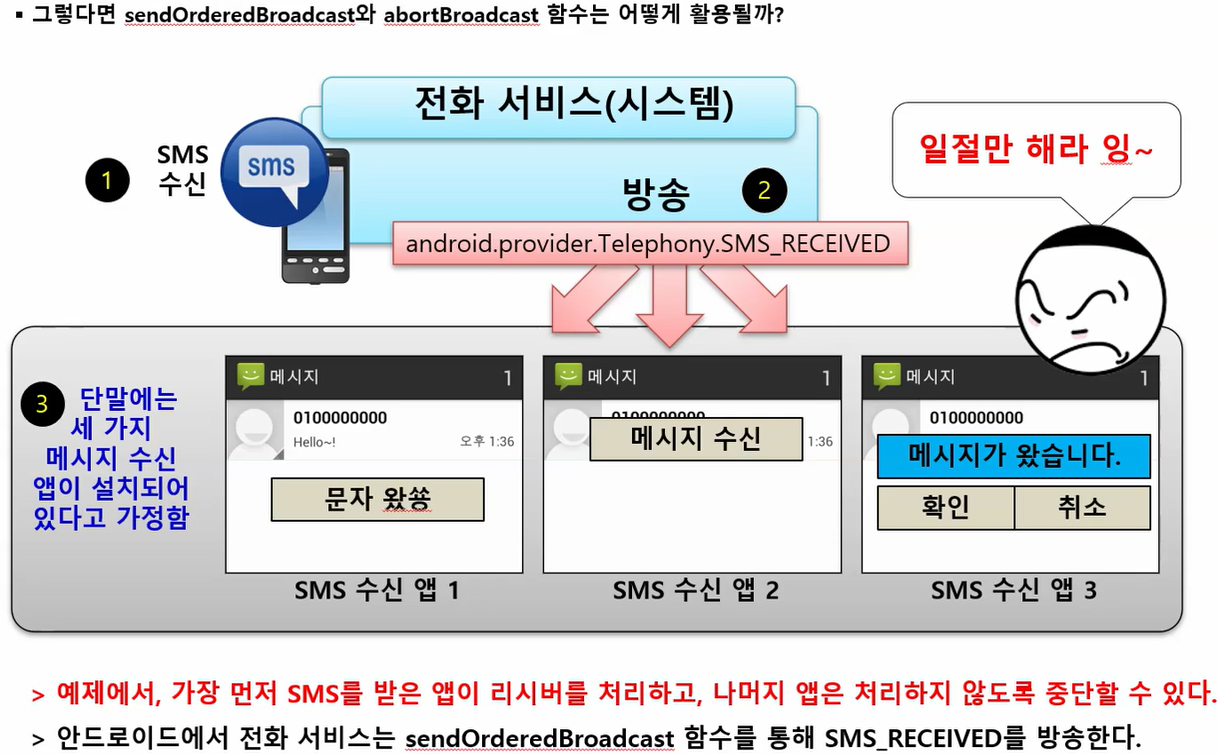 ▪ 그렇다면 sendOrderedBroadcast와 abortBroadcast 함수는 어떻게 활용될까?
전화 서비스(시스템)
일절만 해라 잉~
1
SMS
수신
sms
방송
2
android.provider.Telephony.SMS_RECEIVED
3
단말에는
세 가지
메시지 수신
앱이 설치되어
있다고 가정함
메시지 1
0100000000
Hello~! 오후 1:36
문자 왔쑝
SMS 수신 앱 1
메시지 1
0100000000
메시지 수신
1:36
SMS 수신 앱 2
메시지 1
0100000000
메시지가 왔습니다.
확인 취소
SMS 수신 앱 3
> 예제에서, 가장 먼저 SMS를 받은 앱이 리시버를 처리하고, 나머지 앱은 처리하지 않도록 중단할 수 있다.
> 안드로이드에서 전화 서비스는 sendOrderedBroadcast 함수를 통해 SMS_RECEIVED를 방송한다.